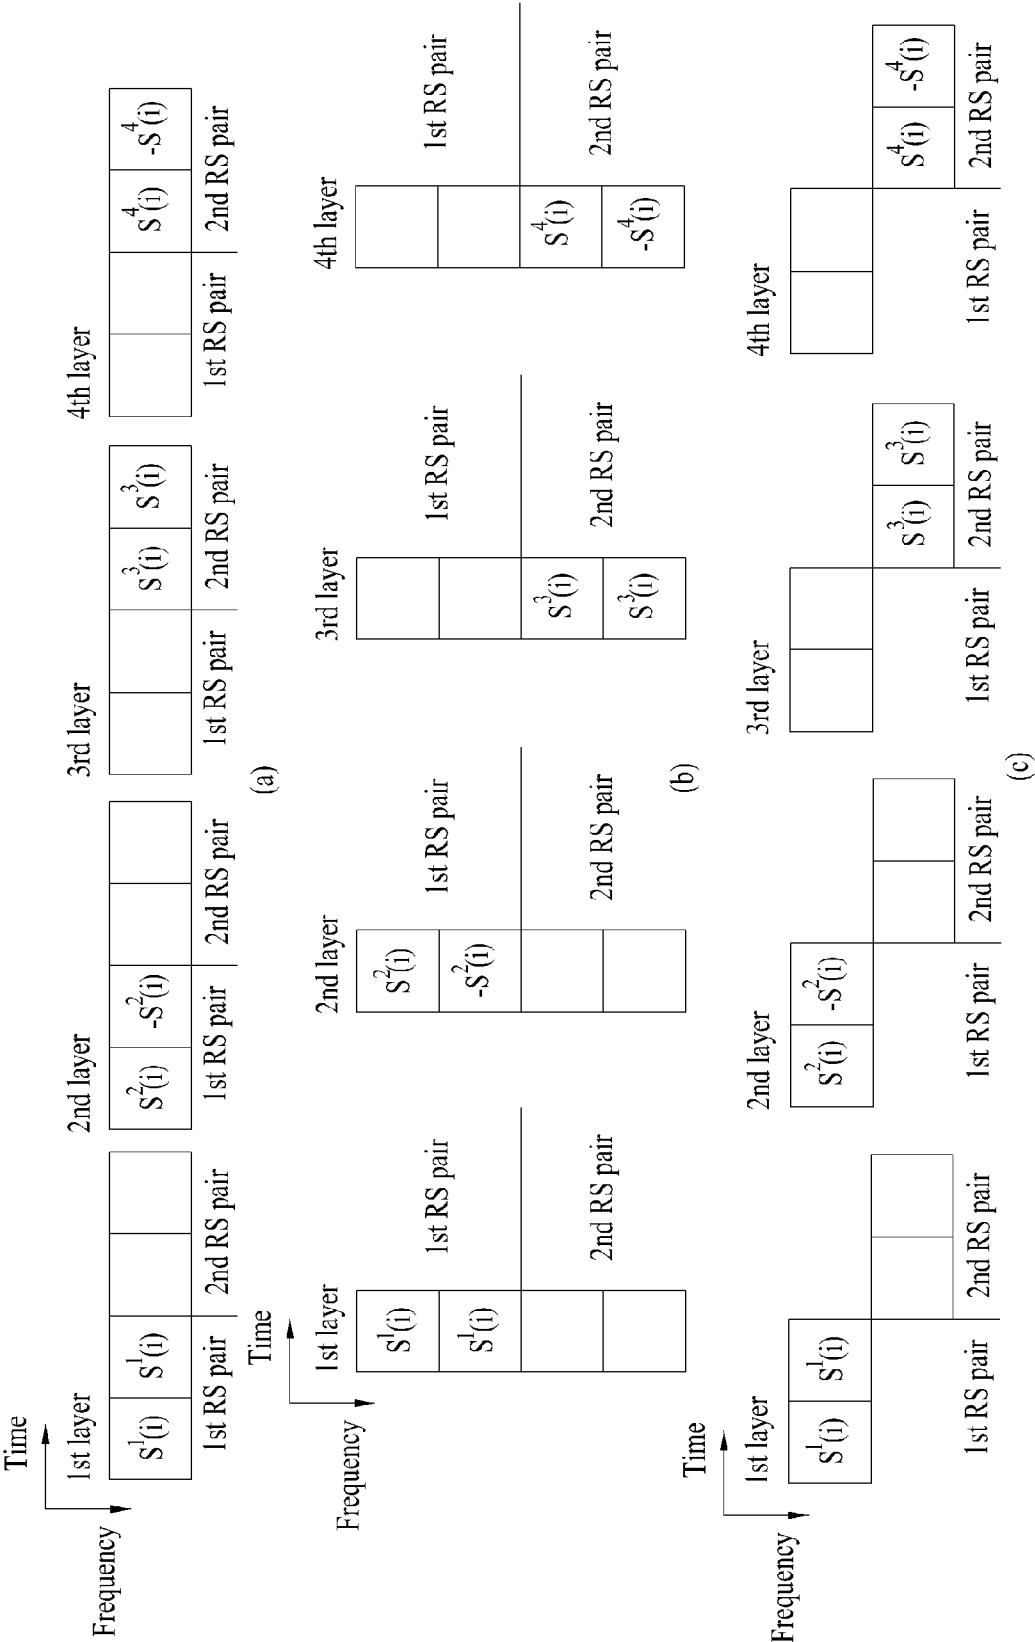 Time
Frequency
1st layer
2nd layer
3rd layer
4th layer
S¹(i) S¹(i)
S²(i) -S²(i)
S³(i) S³(i)
S⁴(i) -S⁴(i)
1st RS pair 2nd RS pair
1st RS pair 2nd RS pair
1st RS pair 2nd RS pair
1st RS pair 2nd RS pair
(a)
Time
Frequency
1st layer
2nd layer
3rd layer
4th layer
S¹(i)
S²(i)
1st RS pair
1st RS pair
1st RS pair
1st RS pair
S¹(i)
-S²(i)
S³(i)
S⁴(i)
2nd RS pair
2nd RS pair
2nd RS pair
2nd RS pair
S³(i)
-S⁴(i)
(b)
Time
Frequency
1st layer
2nd layer
3rd layer
4th layer
S¹(i) S¹(i)
S²(i) -S²(i)
S³(i) S³(i)
S⁴(i) -S⁴(i)
1st RS pair 2nd RS pair
1st RS pair 2nd RS pair
1st RS pair 2nd RS pair
1st RS pair 2nd RS pair
(c)